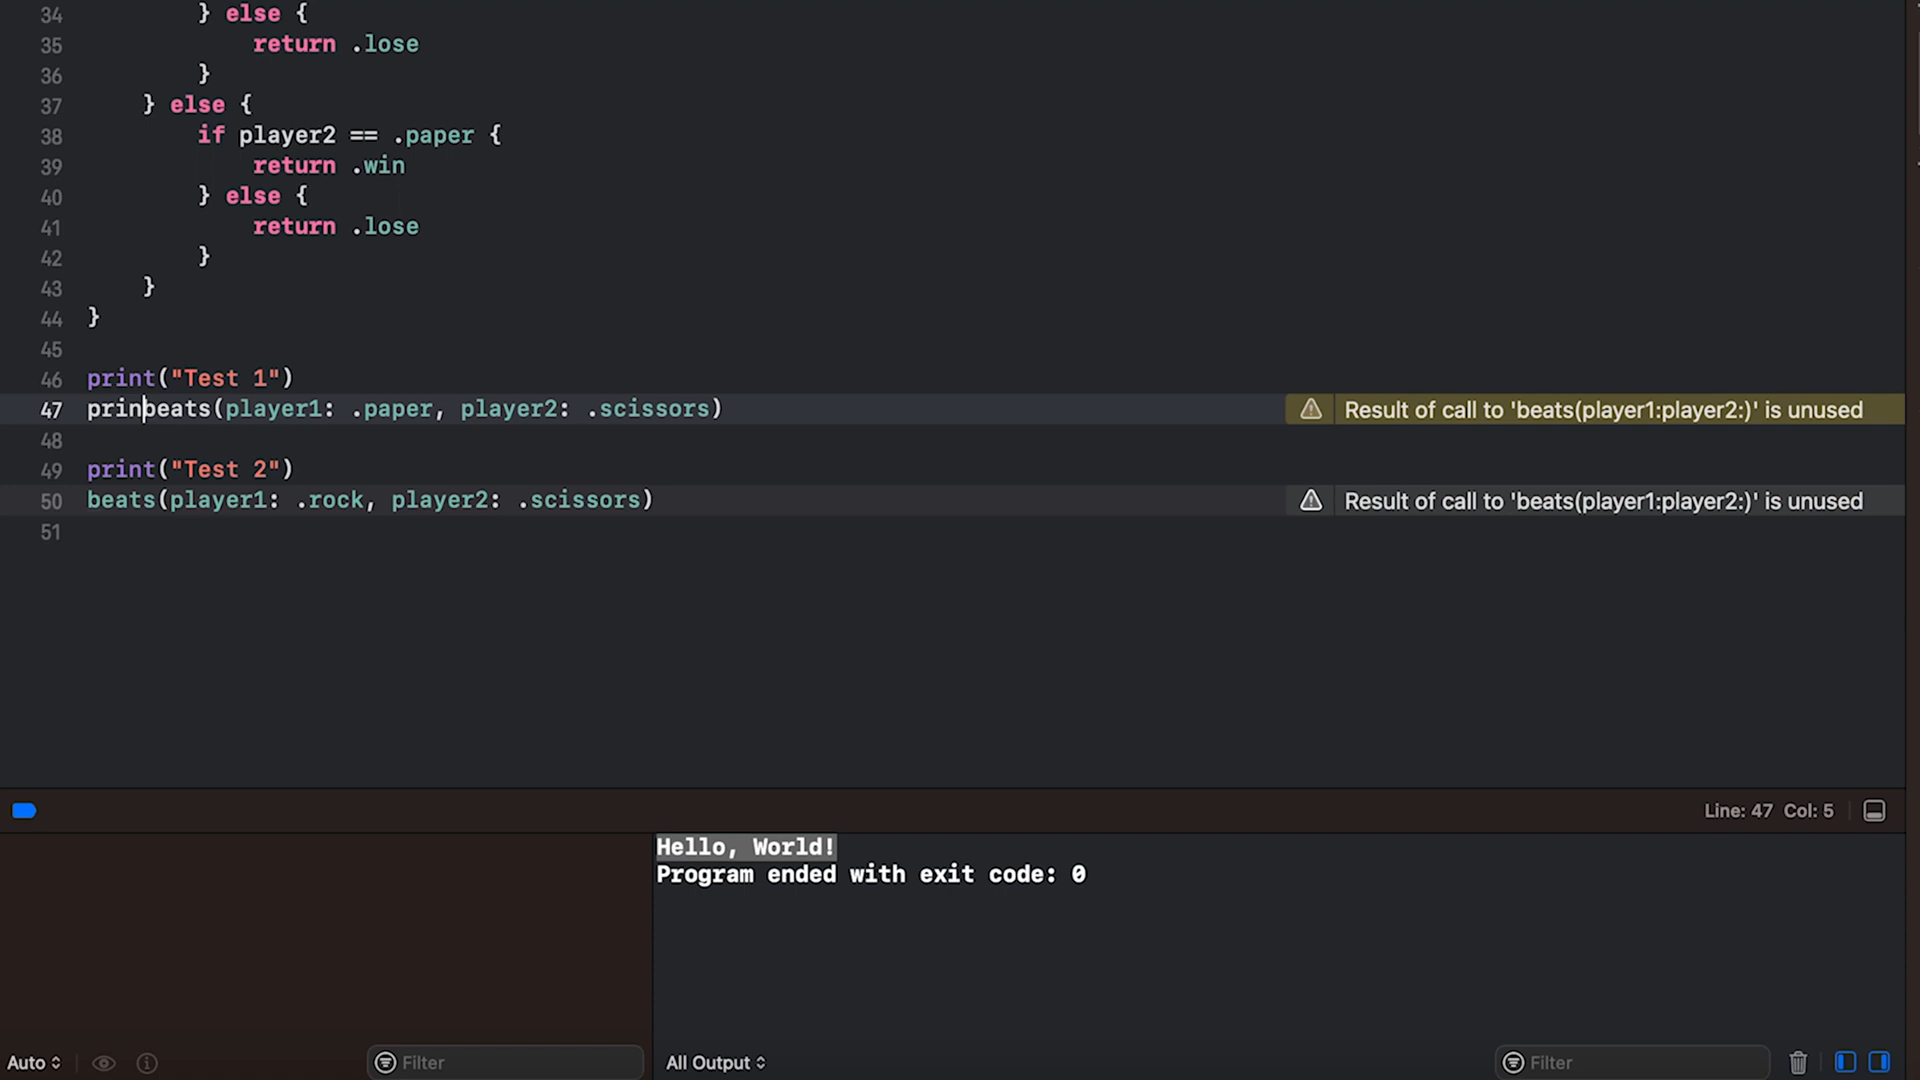 34 } else {
35 return .lose
36 }
37 } else {
38 if player2 == .paper {
39 return .win
40 } else {
41 return .lose
42 }
43 }
44 }
45
46 print("Test 1")
47 prinbeats(player1: .paper, player2: .scissors) Result of call to 'beats(player1:player2:)' is unused
48
49 print("Test 2")
50 beats(player1: .rock, player2: .scissors) Result of call to 'beats(player1:player2:)' is unused
51
Line: 47 Col: 5
Hello, World!
Program ended with exit code: 0
Auto Filter All Output Filter